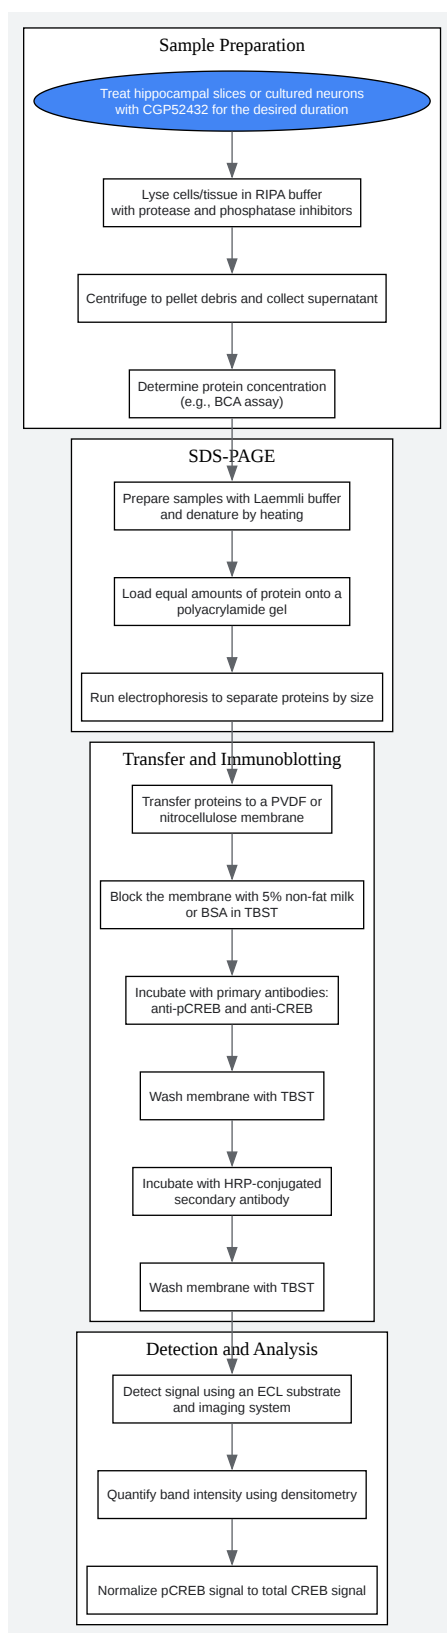 Sample Preparation
Treat hippocampal slices or cultured neurons
with CGP52432 for the desired duration
Lyse cells/tissue in RIPA buffer
with protease and phosphatase inhibitors
Centrifuge to pellet debris and collect supernatant
Determine protein concentration
(e.g., BCA assay)
SDS-PAGE
Prepare samples with Laemmli buffer
and denature by heating
Load equal amounts of protein onto a
polyacrylamide gel
Run electrophoresis to separate proteins by size
Transfer and Immunoblotting
Transfer proteins to a PVDF or
nitrocellulose membrane
Block the membrane with 5% non-fat milk
or BSA in TBST
Incubate with primary antibodies:
anti-pCREB and anti-CREB
Wash membrane with TBST
Incubate with HRP-conjugated
secondary antibody
Wash membrane with TBST
Detection and Analysis
Detect signal using an ECL substrate
and imaging system
Quantify band intensity using densitometry
Normalize pCREB signal to total CREB signal